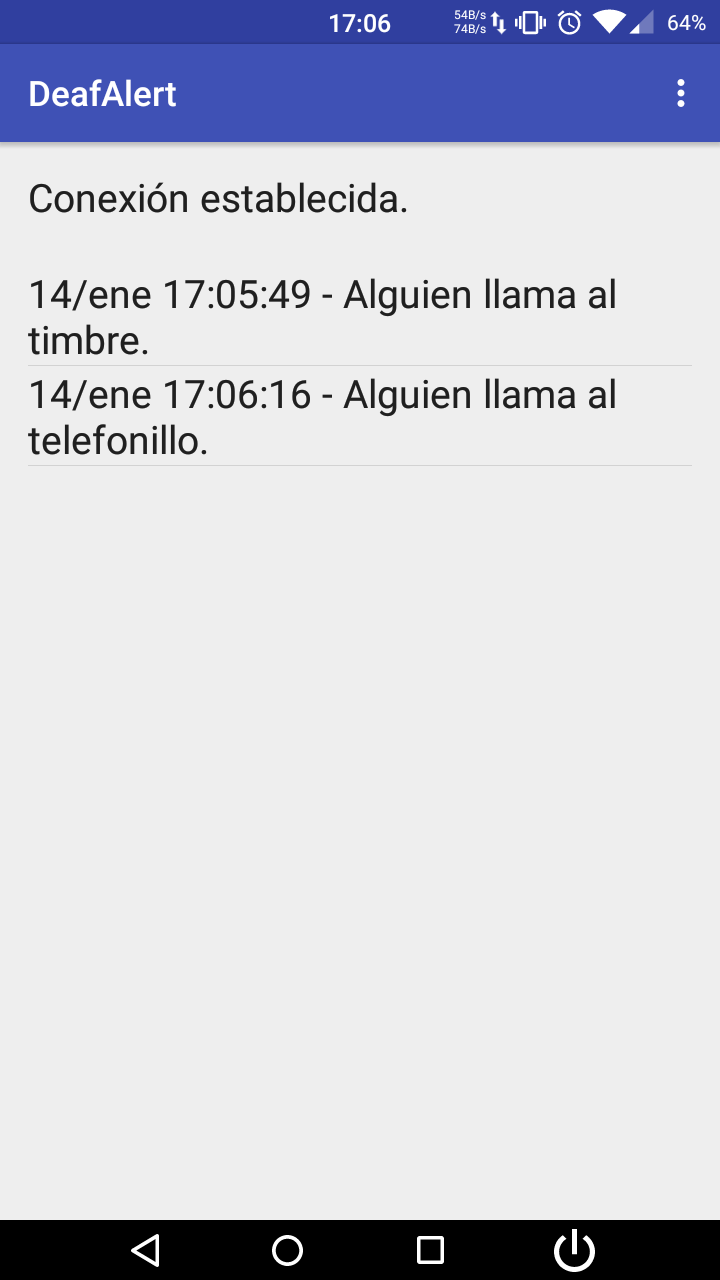 17:06
54B/s
74B/s
64%
DeafAlert
Conexión establecida.
14/ene 17:05:49 - Alguien llama al
timbre.
14/ene 17:06:16 - Alguien llama al
telefonillo.